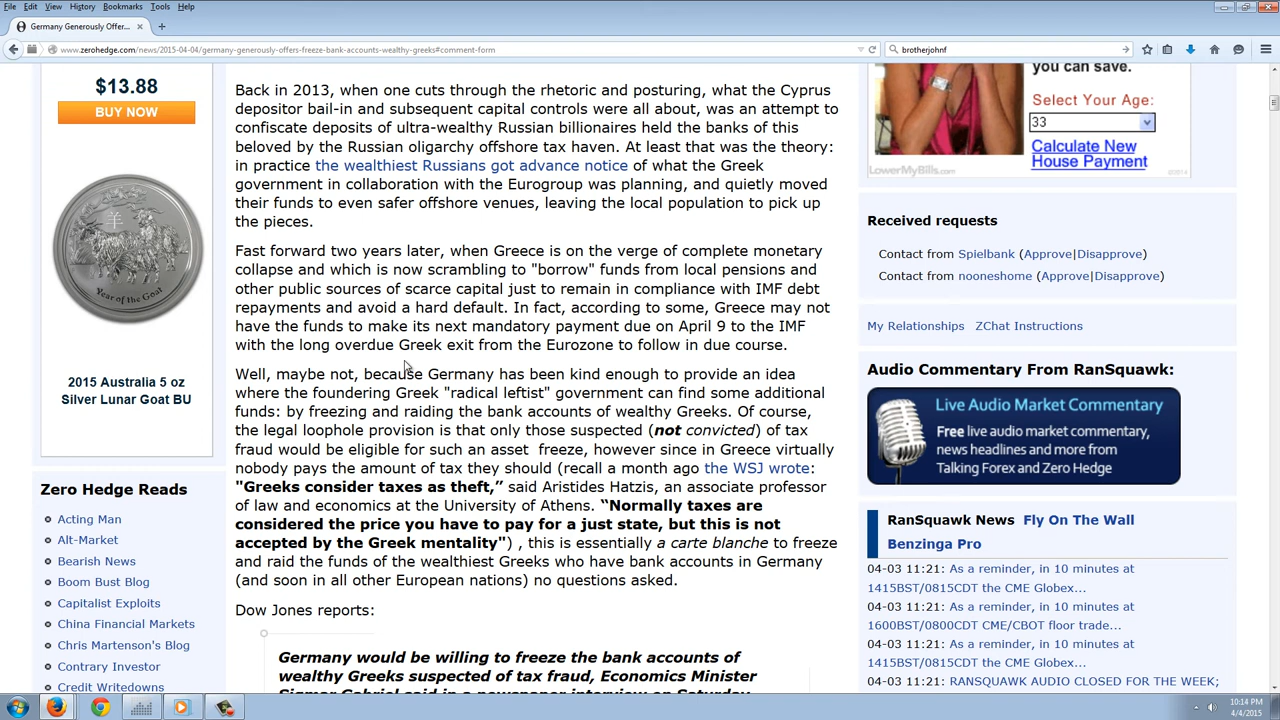 File Edit View History Bookmarks Tools Help
Germany Generously Offer...
www.zerohedge.com/news/2015-04-04/germany-generously-offers-freeze-bank-accounts-wealthy-greeks#comment-form
brotherjohnf
$13.88
BUY NOW
羊
Year of the Goat
2015 Australia 5 oz
Silver Lunar Goat BU
Zero Hedge Reads
Acting Man
Alt-Market
Bearish News
Boom Bust Blog
Capitalist Exploits
China Financial Markets
Chris Martenson's Blog
Contrary Investor
Credit Writedowns
Back in 2013, when one cuts through the rhetoric and posturing, what the Cyprus
depositor bail-in and subsequent capital controls were all about, was an attempt to
confiscate deposits of ultra-wealthy Russian billionaires held the banks of this
beloved by the Russian oligarchy offshore tax haven. At least that was the theory:
in practice the wealthiest Russians got advance notice of what the Greek
government in collaboration with the Eurogroup was planning, and quietly moved
their funds to even safer offshore venues, leaving the local population to pick up
the pieces.
Fast forward two years later, when Greece is on the verge of complete monetary
collapse and which is now scrambling to "borrow" funds from local pensions and
other public sources of scarce capital just to remain in compliance with IMF debt
repayments and avoid a hard default. In fact, according to some, Greece may not
have the funds to make its next mandatory payment due on April 9 to the IMF
with the long overdue Greek exit from the Eurozone to follow in due course.
Well, maybe not, because Germany has been kind enough to provide an idea
where the foundering Greek "radical leftist" government can find some additional
funds: by freezing and raiding the bank accounts of wealthy Greeks. Of course,
the legal loophole provision is that only those suspected (not convicted) of tax
fraud would be eligible for such an asset  freeze, however since in Greece virtually
nobody pays the amount of tax they should (recall a month ago the WSJ wrote:
"Greeks consider taxes as theft,” said Aristides Hatzis, an associate professor
of law and economics at the University of Athens. “Normally taxes are
considered the price you have to pay for a just state, but this is not
accepted by the Greek mentality") , this is essentially a carte blanche to freeze
and raid the funds of the wealthiest Greeks who have bank accounts in Germany
(and soon in all other European nations) no questions asked.
Dow Jones reports:
Germany would be willing to freeze the bank accounts of
wealthy Greeks suspected of tax fraud, Economics Minister
Sigmar Gabriel said in a newspaper interview on Saturday
you can save.
Select Your Age:
33
Calculate New
House Payment
LowerMyBills.com
Received requests
Contact from Spielbank (Approve|Disapprove)
Contact from nooneshome (Approve|Disapprove)
My Relationships ZChat Instructions
Audio Commentary From RanSquawk:
Live Audio Market Commentary
Free live audio market commentary,
news headlines and more from
Talking Forex and Zero Hedge
RanSquawk News Fly On The Wall
Benzinga Pro
04-03 11:21: As a reminder, in 10 minutes at
1415BST/0815CDT the CME Globex...
04-03 11:21: As a reminder, in 10 minutes at
1600BST/0800CDT CME/CBOT floor trade...
04-03 11:21: As a reminder, in 10 minutes at
1415BST/0815CDT the CME Globex...
04-03 11:21: RANSQUAWK AUDIO CLOSED FOR THE WEEK;
10:14 PM
4/4/2015